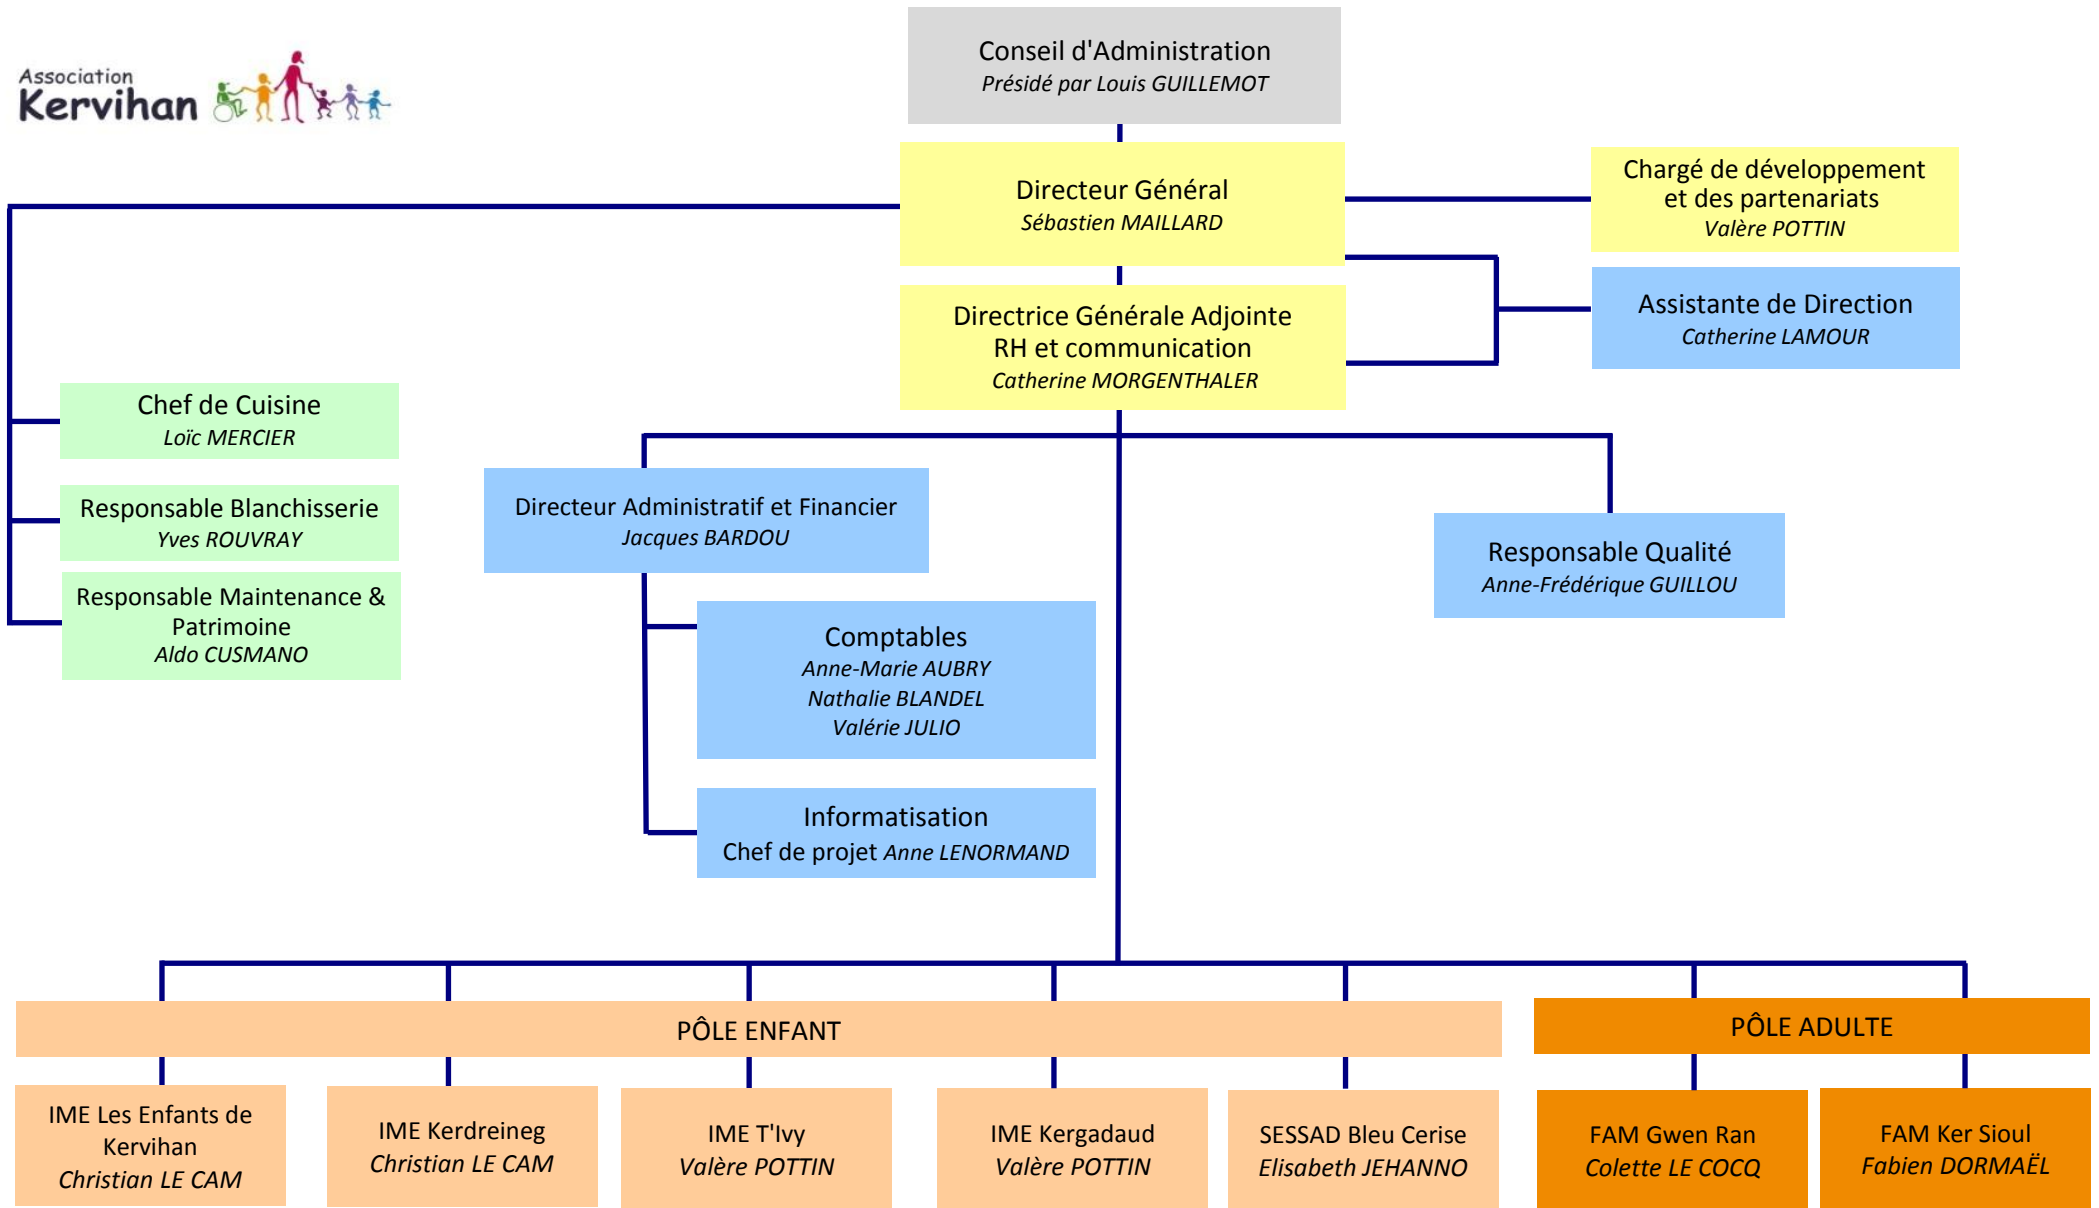 Association
Kervihan
Conseil d'Administration
Présidé par Louis GUILLEMOT
Directeur Général
Sébastien MAILLARD
Chargé de développement
et des partenariats
Valère POTTIN
Assistante de Direction
Catherine LAMOUR
Directrice Générale Adjointe
RH et communication
Catherine MORGENTHALER
Chef de Cuisine
Loïc MERCIER
Responsable Blanchisserie
Yves ROUVRAY
Responsable Maintenance &
Patrimoine
Aldo CUSMANO
Directeur Administratif et Financier
Jacques BARDOU
Responsable Qualité
Anne-Frédérique GUILLOU
Comptables
Anne-Marie AUBRY
Nathalie BLANDEL
Valérie JULIO
Informatisation
Chef de projet Anne LENORMAND
PÔLE ENFANT
PÔLE ADULTE
IME Les Enfants de
Kervihan
Christian LE CAM
IME Kerdreineg
Christian LE CAM
IME T'Ivy
Valère POTTIN
IME Kergadaud
Valère POTTIN
SESSAD Bleu Cerise
Elisabeth JEHANNO
FAM Gwen Ran
Colette LE COCQ
FAM Ker Sioul
Fabien DORMAËL